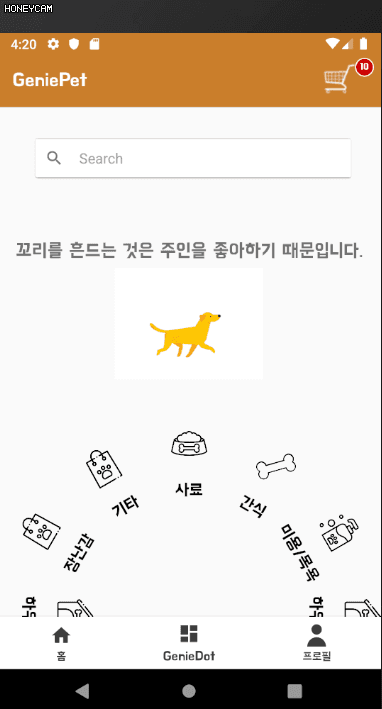 HONEYCAM
4:20
GeniePet
10
Search
꼬리를 흔드는 것은 주인을 좋아하기 때문입니다.
사료
기타
간식
장난감
미용/목욕
홈
GenieDot
프로필